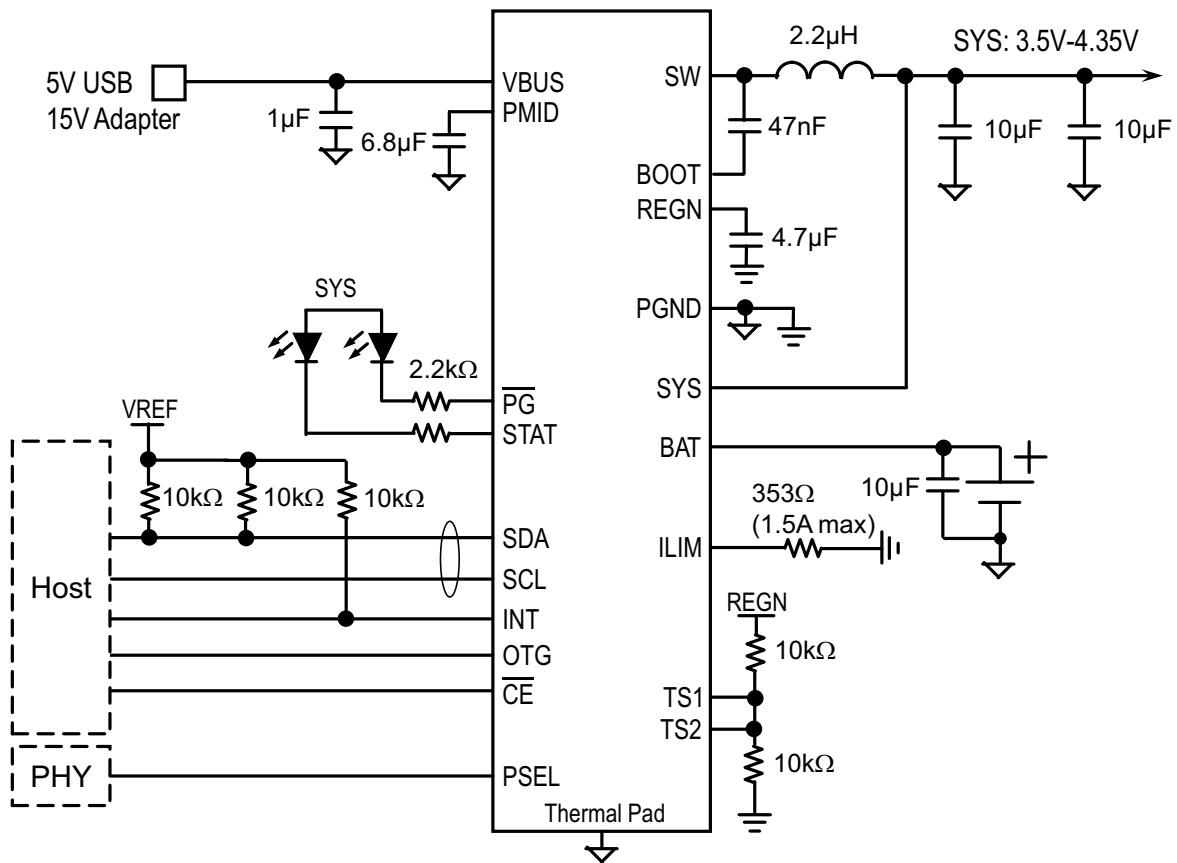 5V USB
15V Adapter
1µF
6.8µF
VBUS
PMID
SW
2.2µH
SYS: 3.5V-4.35V
47nF
10µF
10µF
BOOT
REGN
4.7µF
PGND
SYS
2.2kΩ
PG
STAT
VREF
10kΩ
10kΩ
10kΩ
SYS
BAT
10µF
+
353Ω
(1.5A max)
ILIM
Host
SDA
SCL
INT
OTG
CE
REGN
10kΩ
TS1
TS2
10kΩ
PHY
PSEL
Thermal Pad